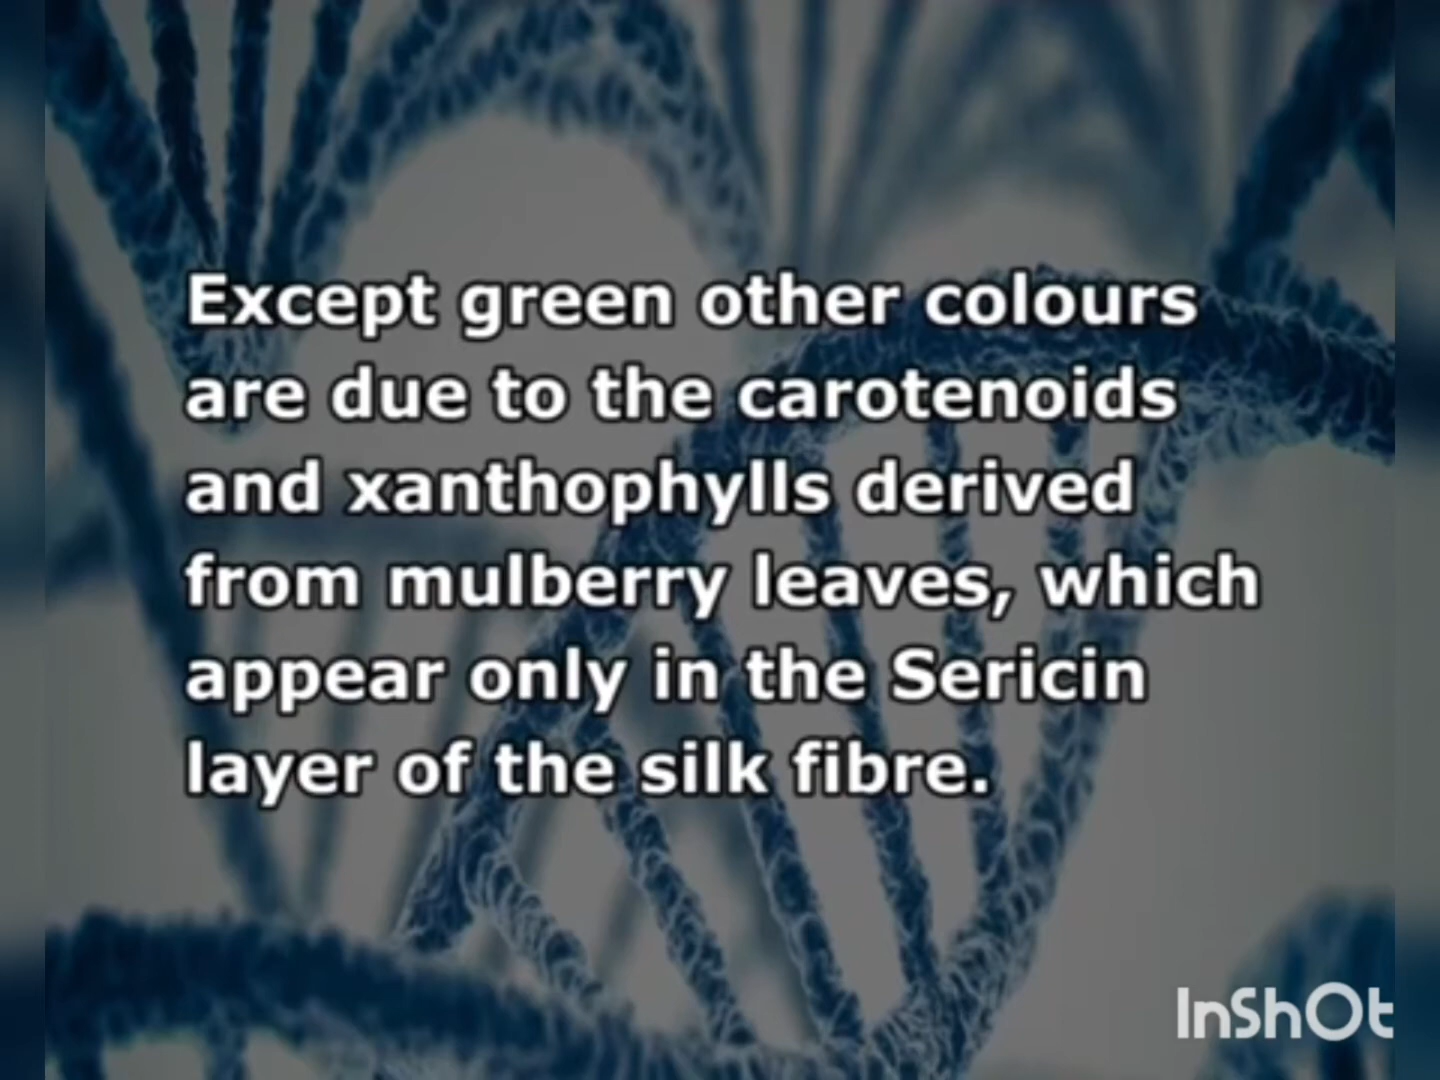 Except green other colours
are due to the carotenoids
and xanthophylls derived
from mulberry leaves, which
appear only in the Sericin
layer of the silk fibre.
InShOt